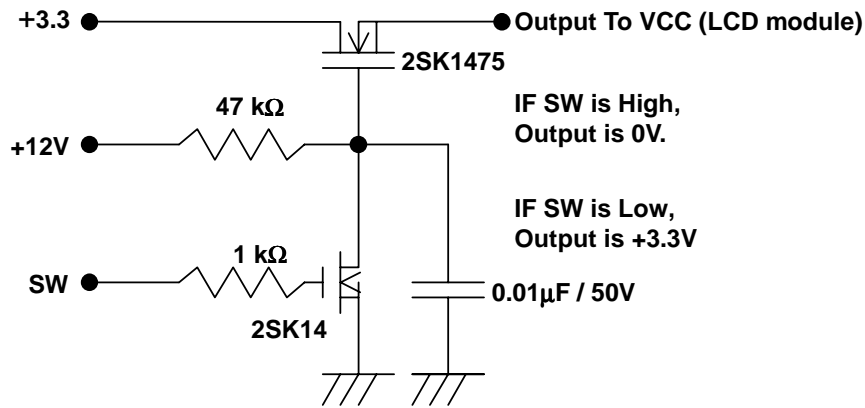 +3.3
Output To VCC (LCD module)
2SK1475
47 kΩ
IF SW is High,
Output is 0V.
+12V
IF SW is Low,
Output is +3.3V
1 kΩ
SW
0.01μF / 50V
2SK14